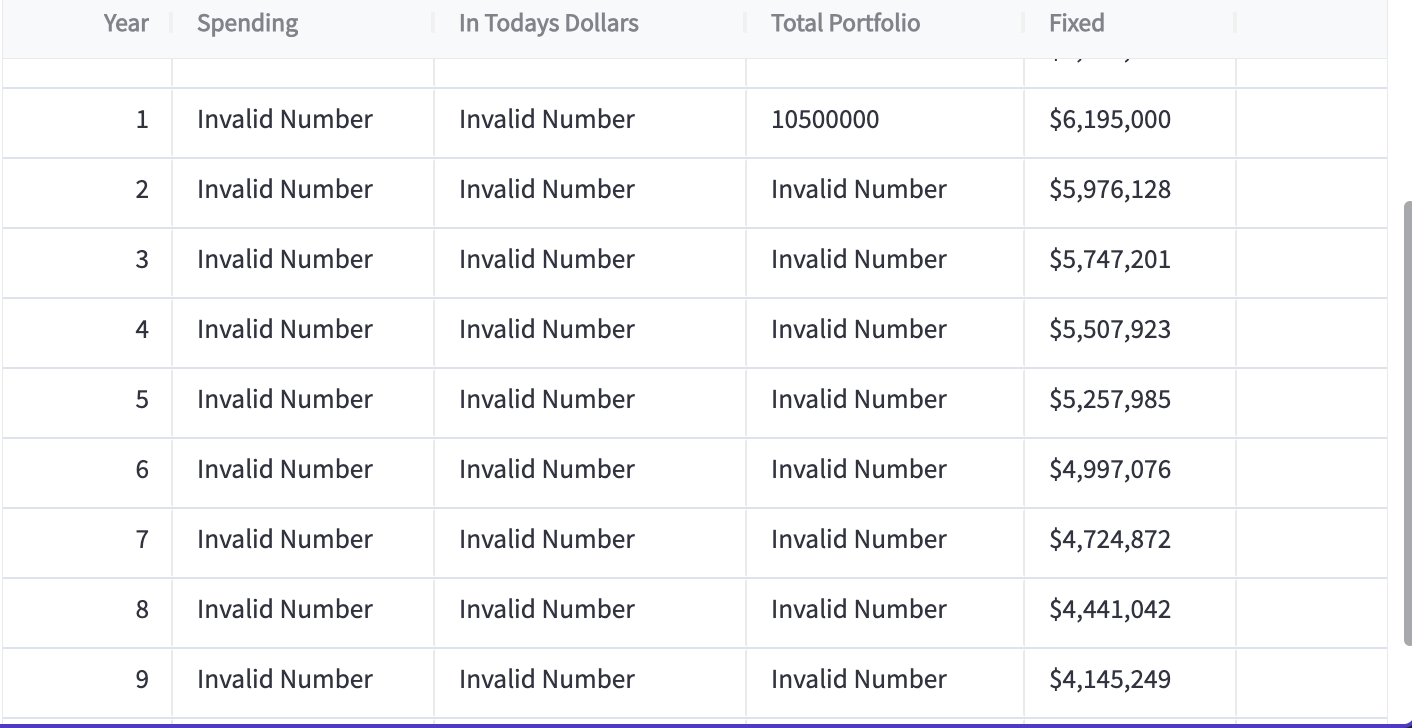 Year Spending In Todays Dollars Total Portfolio Fixed
1 Invalid Number Invalid Number 10500000 $6,195,000
2 Invalid Number Invalid Number Invalid Number $5,976,128
3 Invalid Number Invalid Number Invalid Number $5,747,201
4 Invalid Number Invalid Number Invalid Number $5,507,923
5 Invalid Number Invalid Number Invalid Number $5,257,985
6 Invalid Number Invalid Number Invalid Number $4,997,076
7 Invalid Number Invalid Number Invalid Number $4,724,872
8 Invalid Number Invalid Number Invalid Number $4,441,042
9 Invalid Number Invalid Number Invalid Number $4,145,249